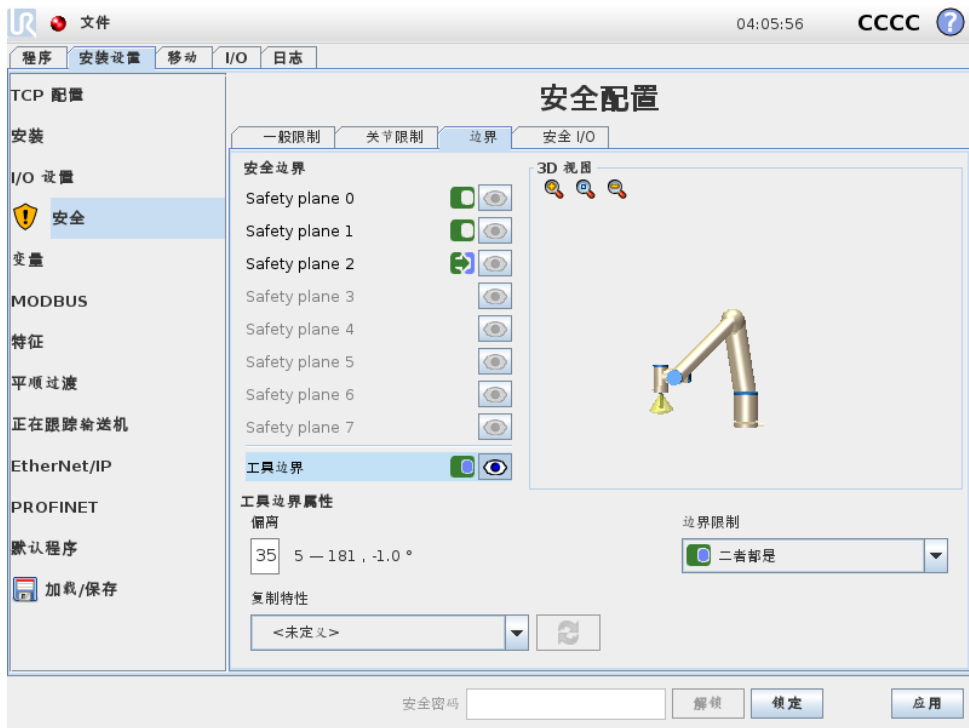 UR 文件 04:05:56 CCCC ?
程序 安装设置 移动 I/O 日志
TCP 配置
安装
I/O 设置
安全
变量
MODBUS
特征
平顺过渡
正在跟踪输送机
EtherNet/IP
PROFINET
默认程序
加载/保存
安全配置
一般限制 关节限制 边界 安全 I/O
安全边界
Safety plane 0
Safety plane 1
Safety plane 2
Safety plane 3
Safety plane 4
Safety plane 5
Safety plane 6
Safety plane 7
工具边界
3D 视图
工具边界属性
偏离
35 5 — 181 , -1.0 °
边界限制
二者都是
复制特性
<未定义>
安全密码 解锁 锁定 应用